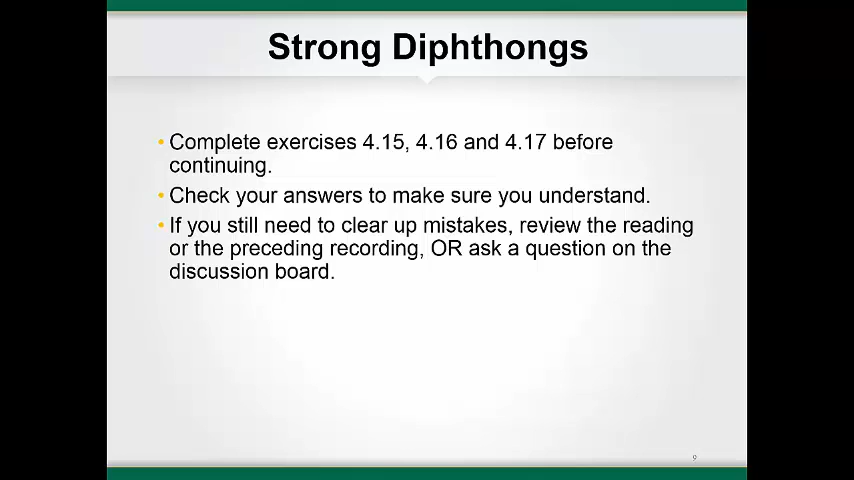 Strong Diphthongs
• Complete exercises 4.15, 4.16 and 4.17 before
continuing.
• Check your answers to make sure you understand.
• If you still need to clear up mistakes, review the reading
or the preceding recording, OR ask a question on the
discussion board.
9